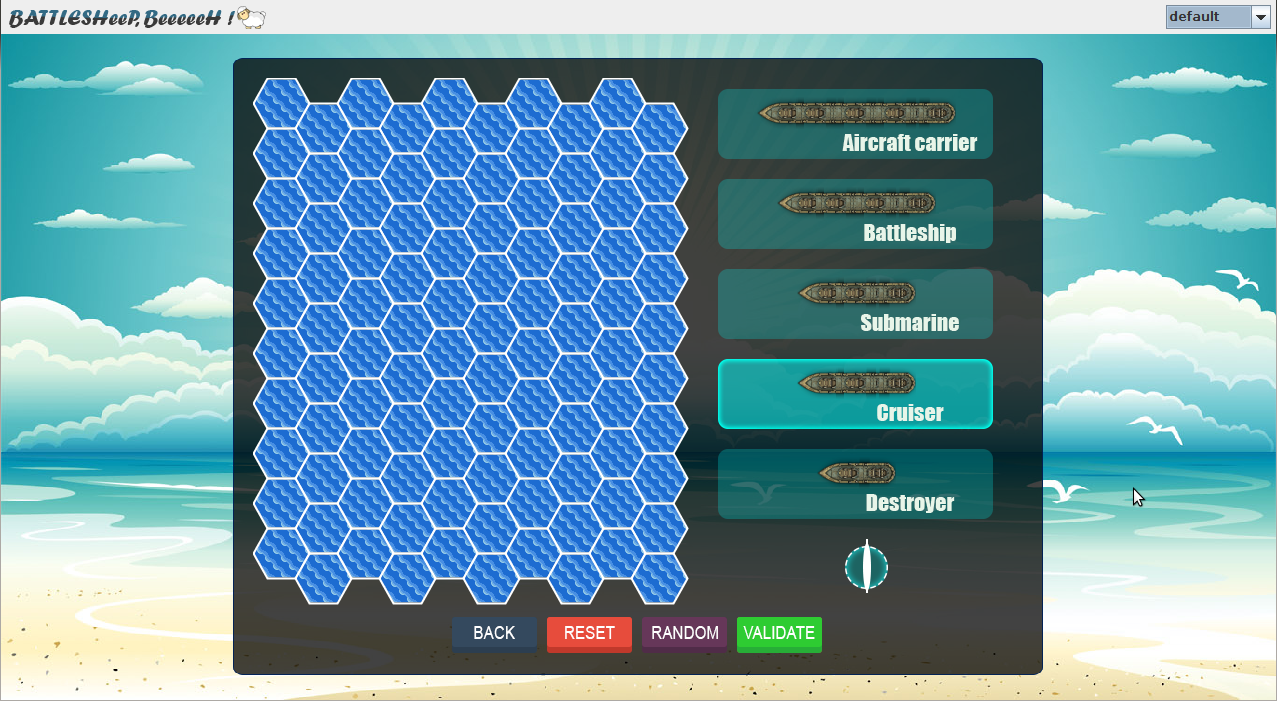 BATTLESHeeP, BeeeeeH !
default
Aircraft carrier
Battleship
Submarine
Cruiser
Destroyer
BACK RESET RANDOM VALIDATE